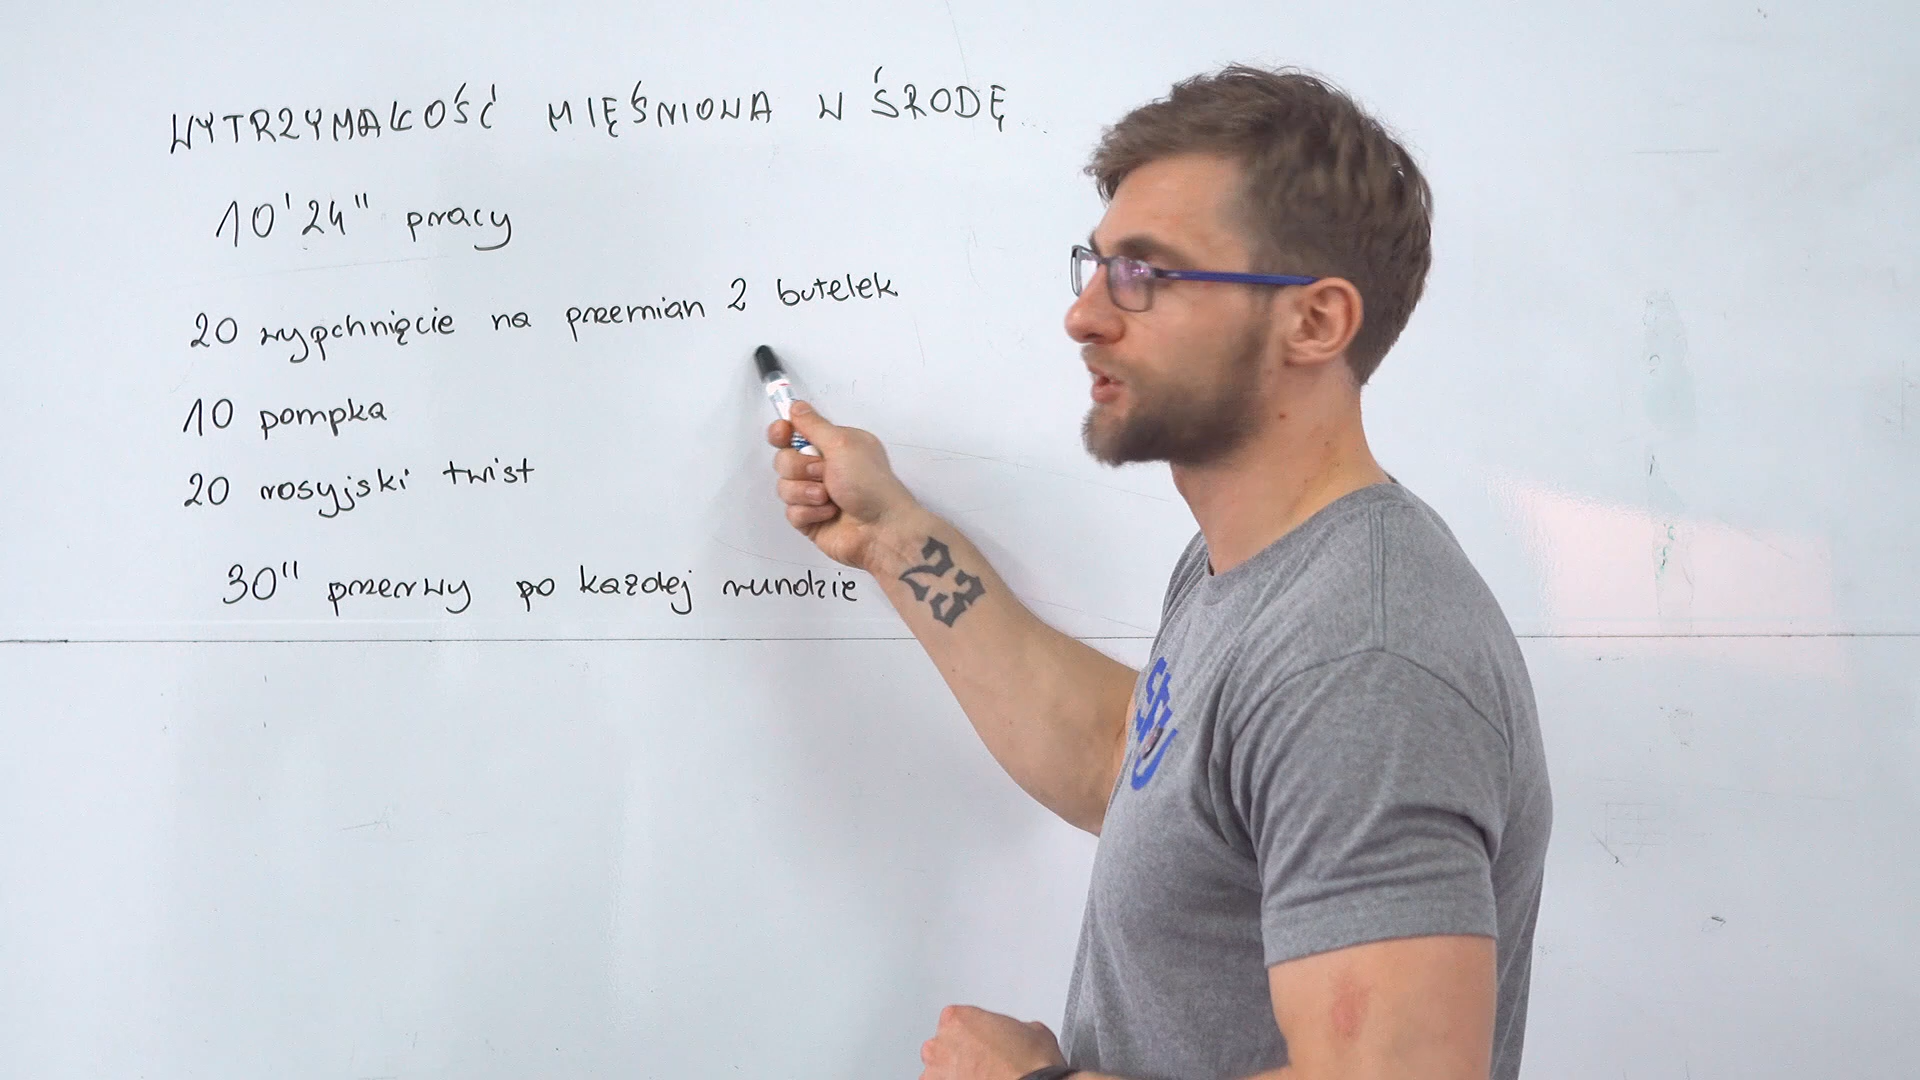 WYTRZYMAŁOŚĆ MIĘŚNIOWA W ŚRODĘ
10'24" pracy
20 wypchnięcie na przemian 2 butelek
10 pompka
20 rosyjski twist
30" przerwy po każdej rundzie
23